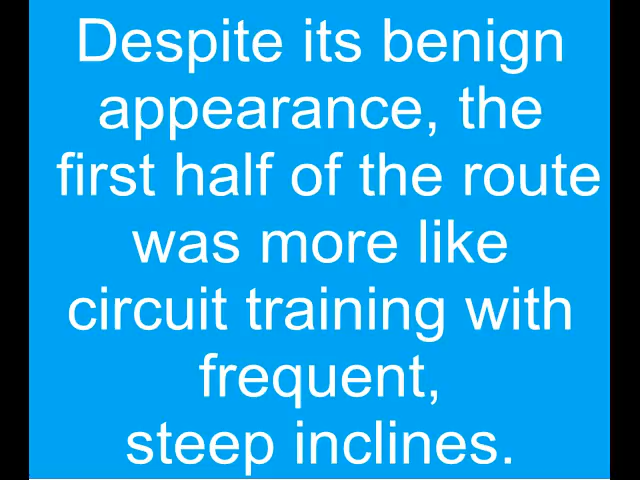 Despite its benign
appearance, the
first half of the route
was more like
circuit training with
frequent,
steep inclines.